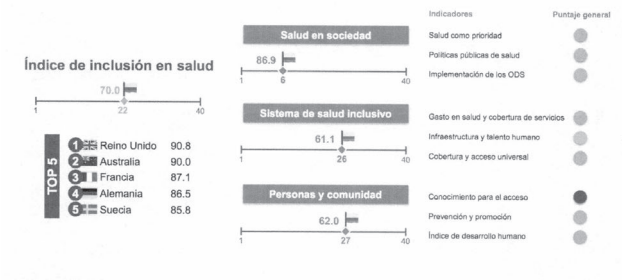 Índice de inclusión en salud
70.0
1 22 40
TOP 5
1 Reino Unido 90.8
2 Australia 90.0
3 Francia 87.1
4 Alemania 86.5
5 Suecia 85.8
Salud en sociedad
86.9
1 6 40
Sistema de salud inclusivo
61.1
1 26 40
Personas y comunidad
62.0
1 27 40
Indicadores Puntaje general
Salud como prioridad
Políticas públicas de salud
Implementación de los ODS
Gasto en salud y cobertura de servicios
Infraestructura y talento humano
Cobertura y acceso universal
Conocimiento para el acceso
Prevención y promoción
Índice de desarrollo humano